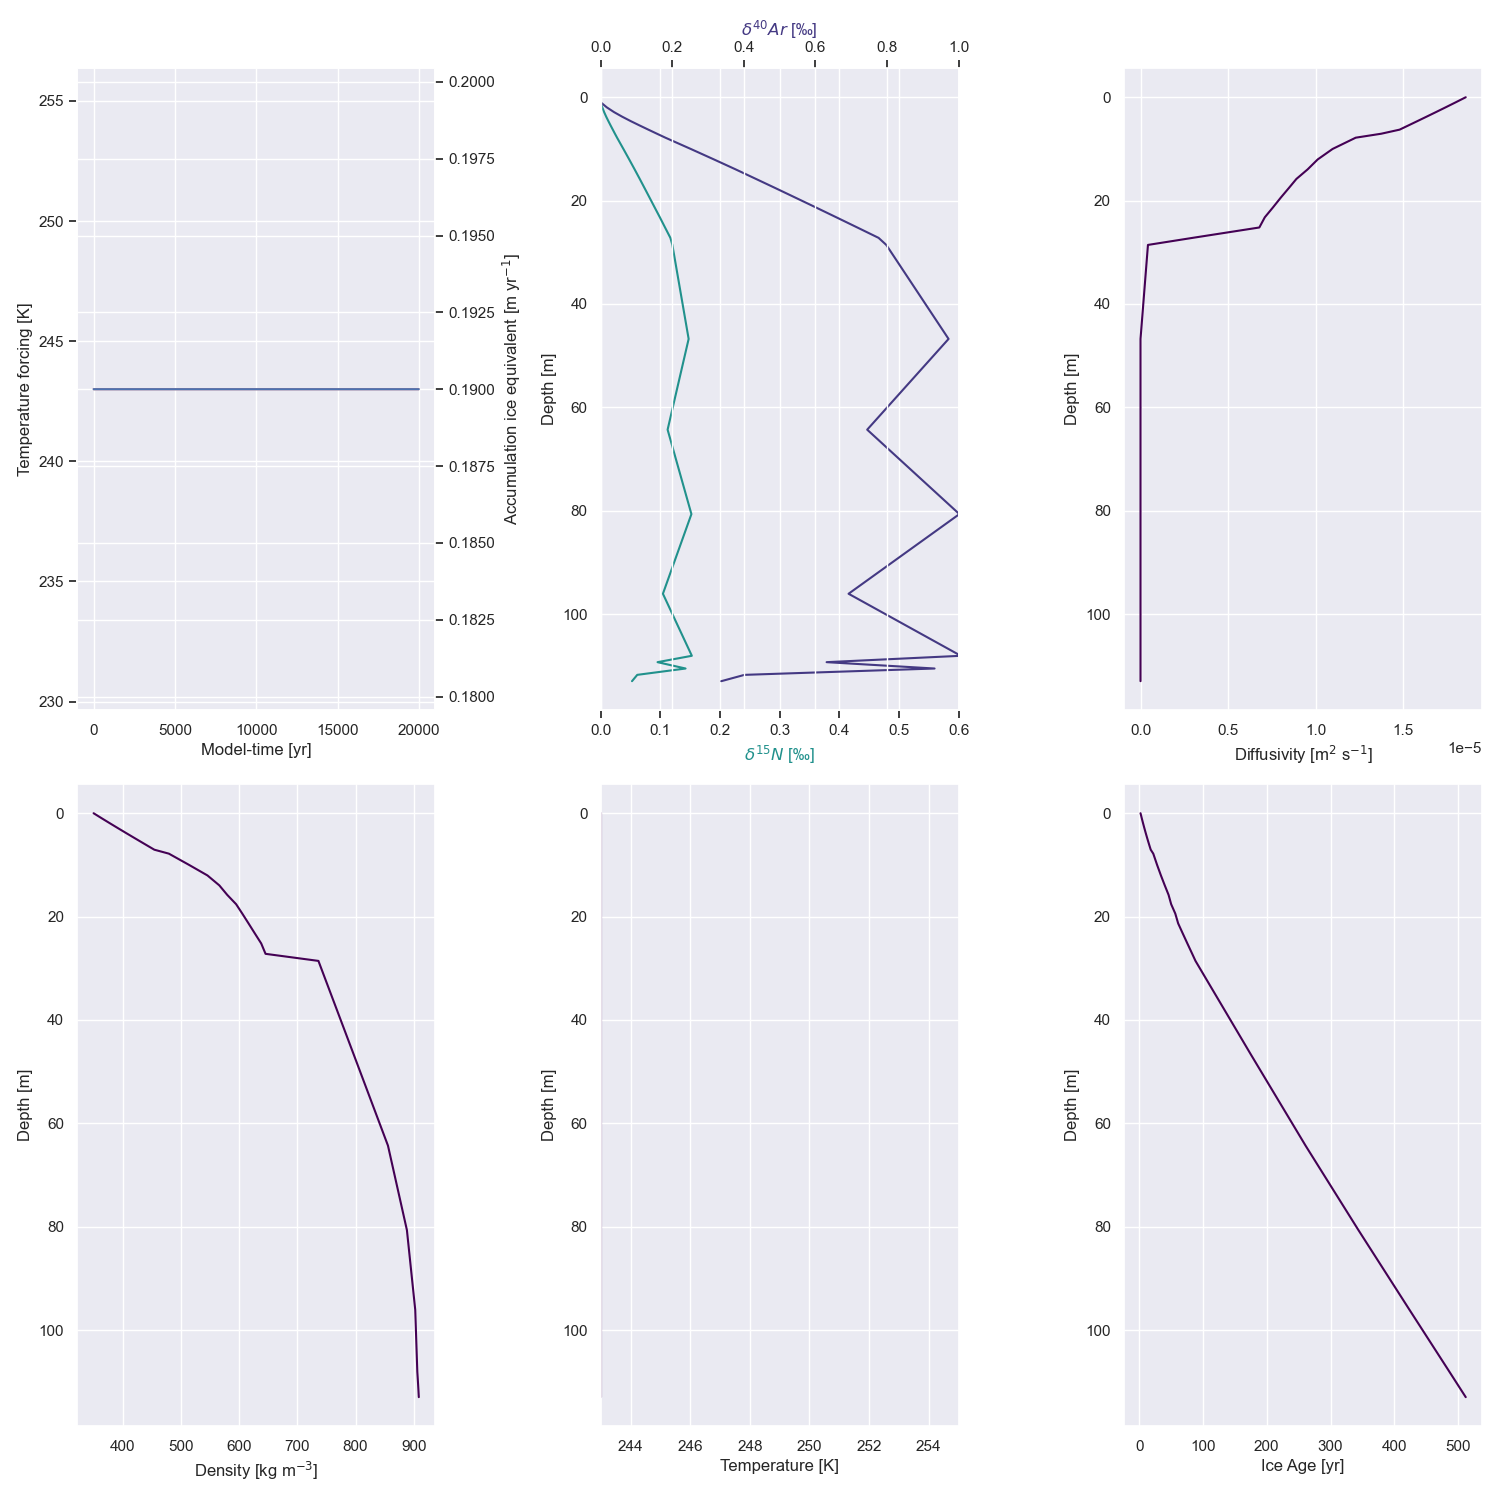 255
250
245
240
235
230
Temperature forcing [K]
0 5000 10000 15000 20000
Model-time [yr]
0.2000
0.1975
0.1950
0.1925
0.1900
0.1875
0.1850
0.1825
0.1800
Accumulation ice equivalent [m yr⁻¹]
δ⁴⁰Ar [‰]
0.0 0.2 0.4 0.6 0.8 1.0
0
20
40
60
80
100
Depth [m]
0.0 0.1 0.2 0.3 0.4 0.5 0.6
δ¹⁵N [‰]
0
20
40
60
80
100
Depth [m]
0.0 0.5 1.0 1.5
1e−5
Diffusivity [m² s⁻¹]
0
20
40
60
80
100
Depth [m]
400 500 600 700 800 900
Density [kg m⁻³]
0
20
40
60
80
100
Depth [m]
244 246 248 250 252 254
Temperature [K]
0
20
40
60
80
100
Depth [m]
0 100 200 300 400 500
Ice Age [yr]